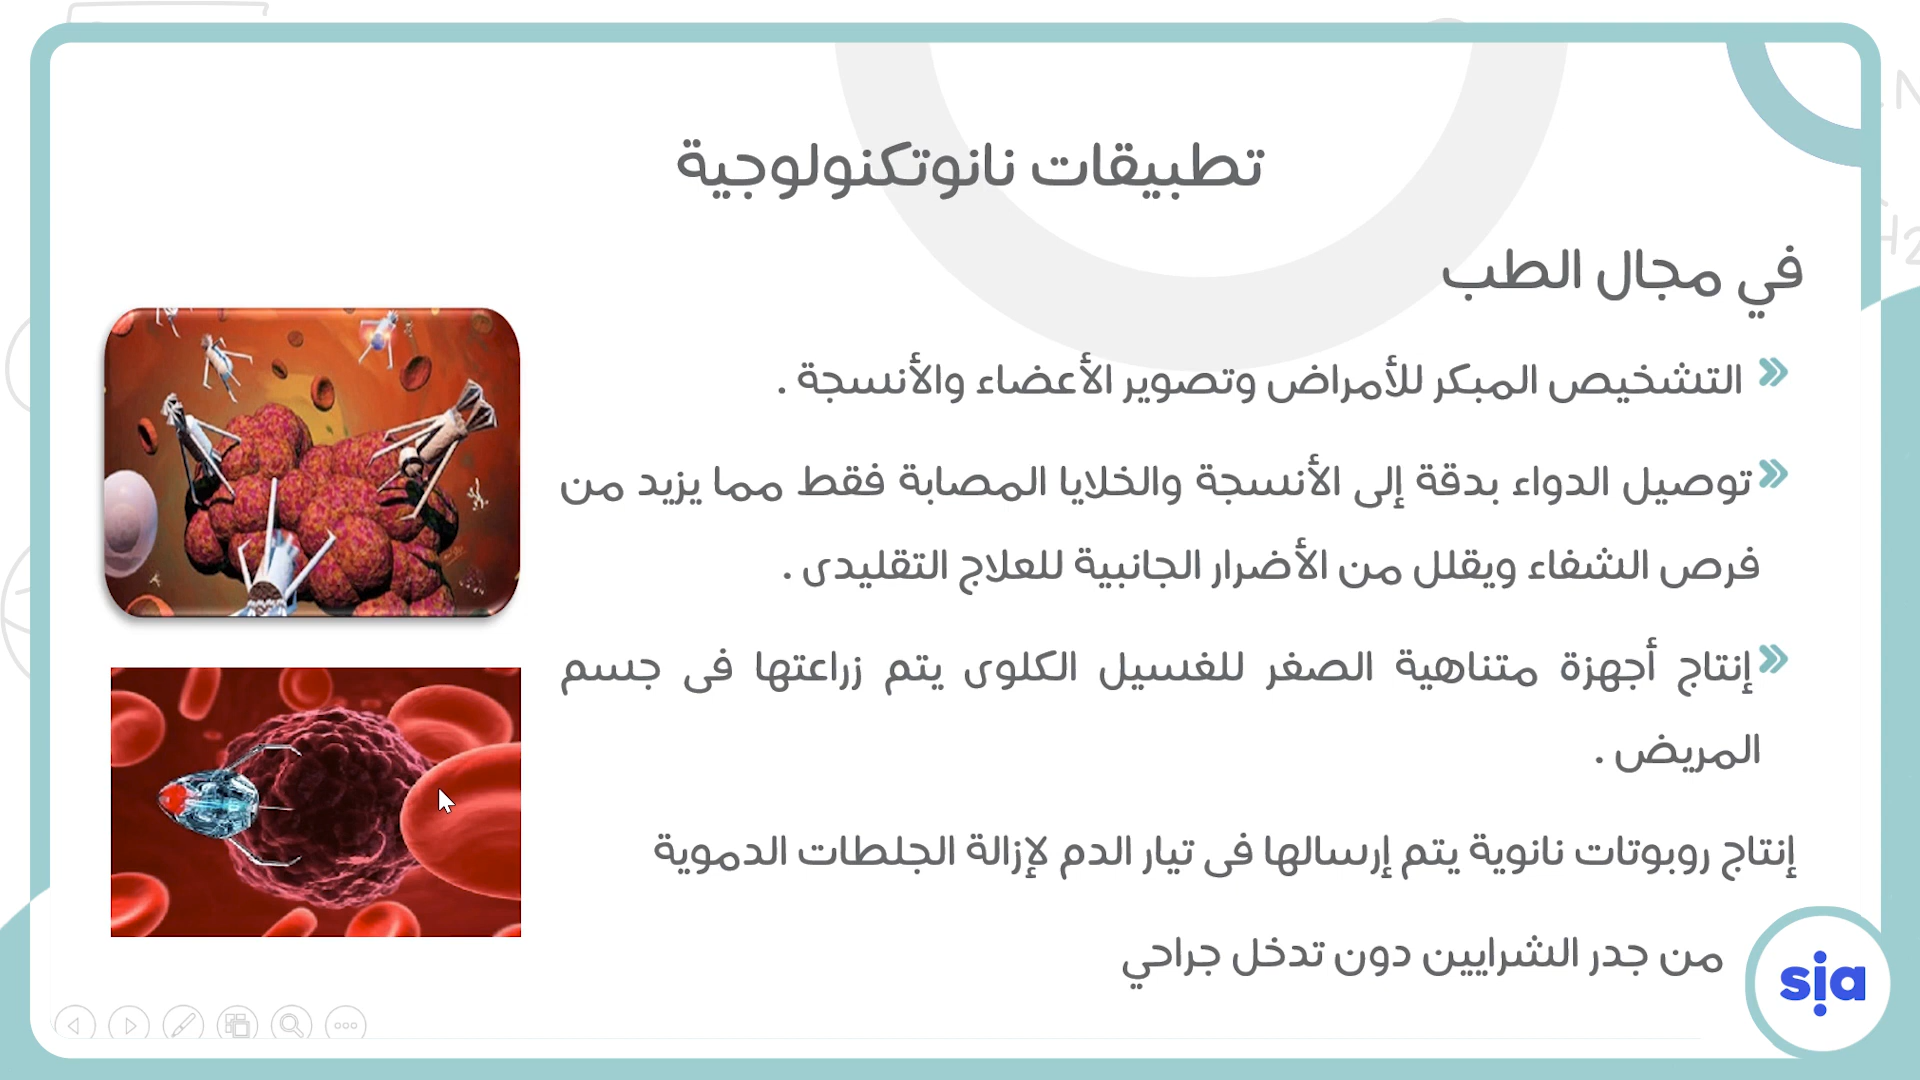 تطبيقات نانوتكنولوجية
في مجال الطب
التشخيص المبكر للأمراض وتصوير الأعضاء والأنسجة .
توصيل الدواء بدقة إلى الأنسجة والخلايا المصابة فقط مما يزيد من
فرص الشفاء ويقلل من الأضرار الجانبية للعلاج التقليدى .
إنتاج أجهزة متناهية الصغر للغسيل الكلوى يتم زراعتها فى جسم
المريض .
إنتاج روبوتات نانوية يتم إرسالها فى تيار الدم لإزالة الجلطات الدموية
من جدر الشرايين دون تدخل جراحي
sia